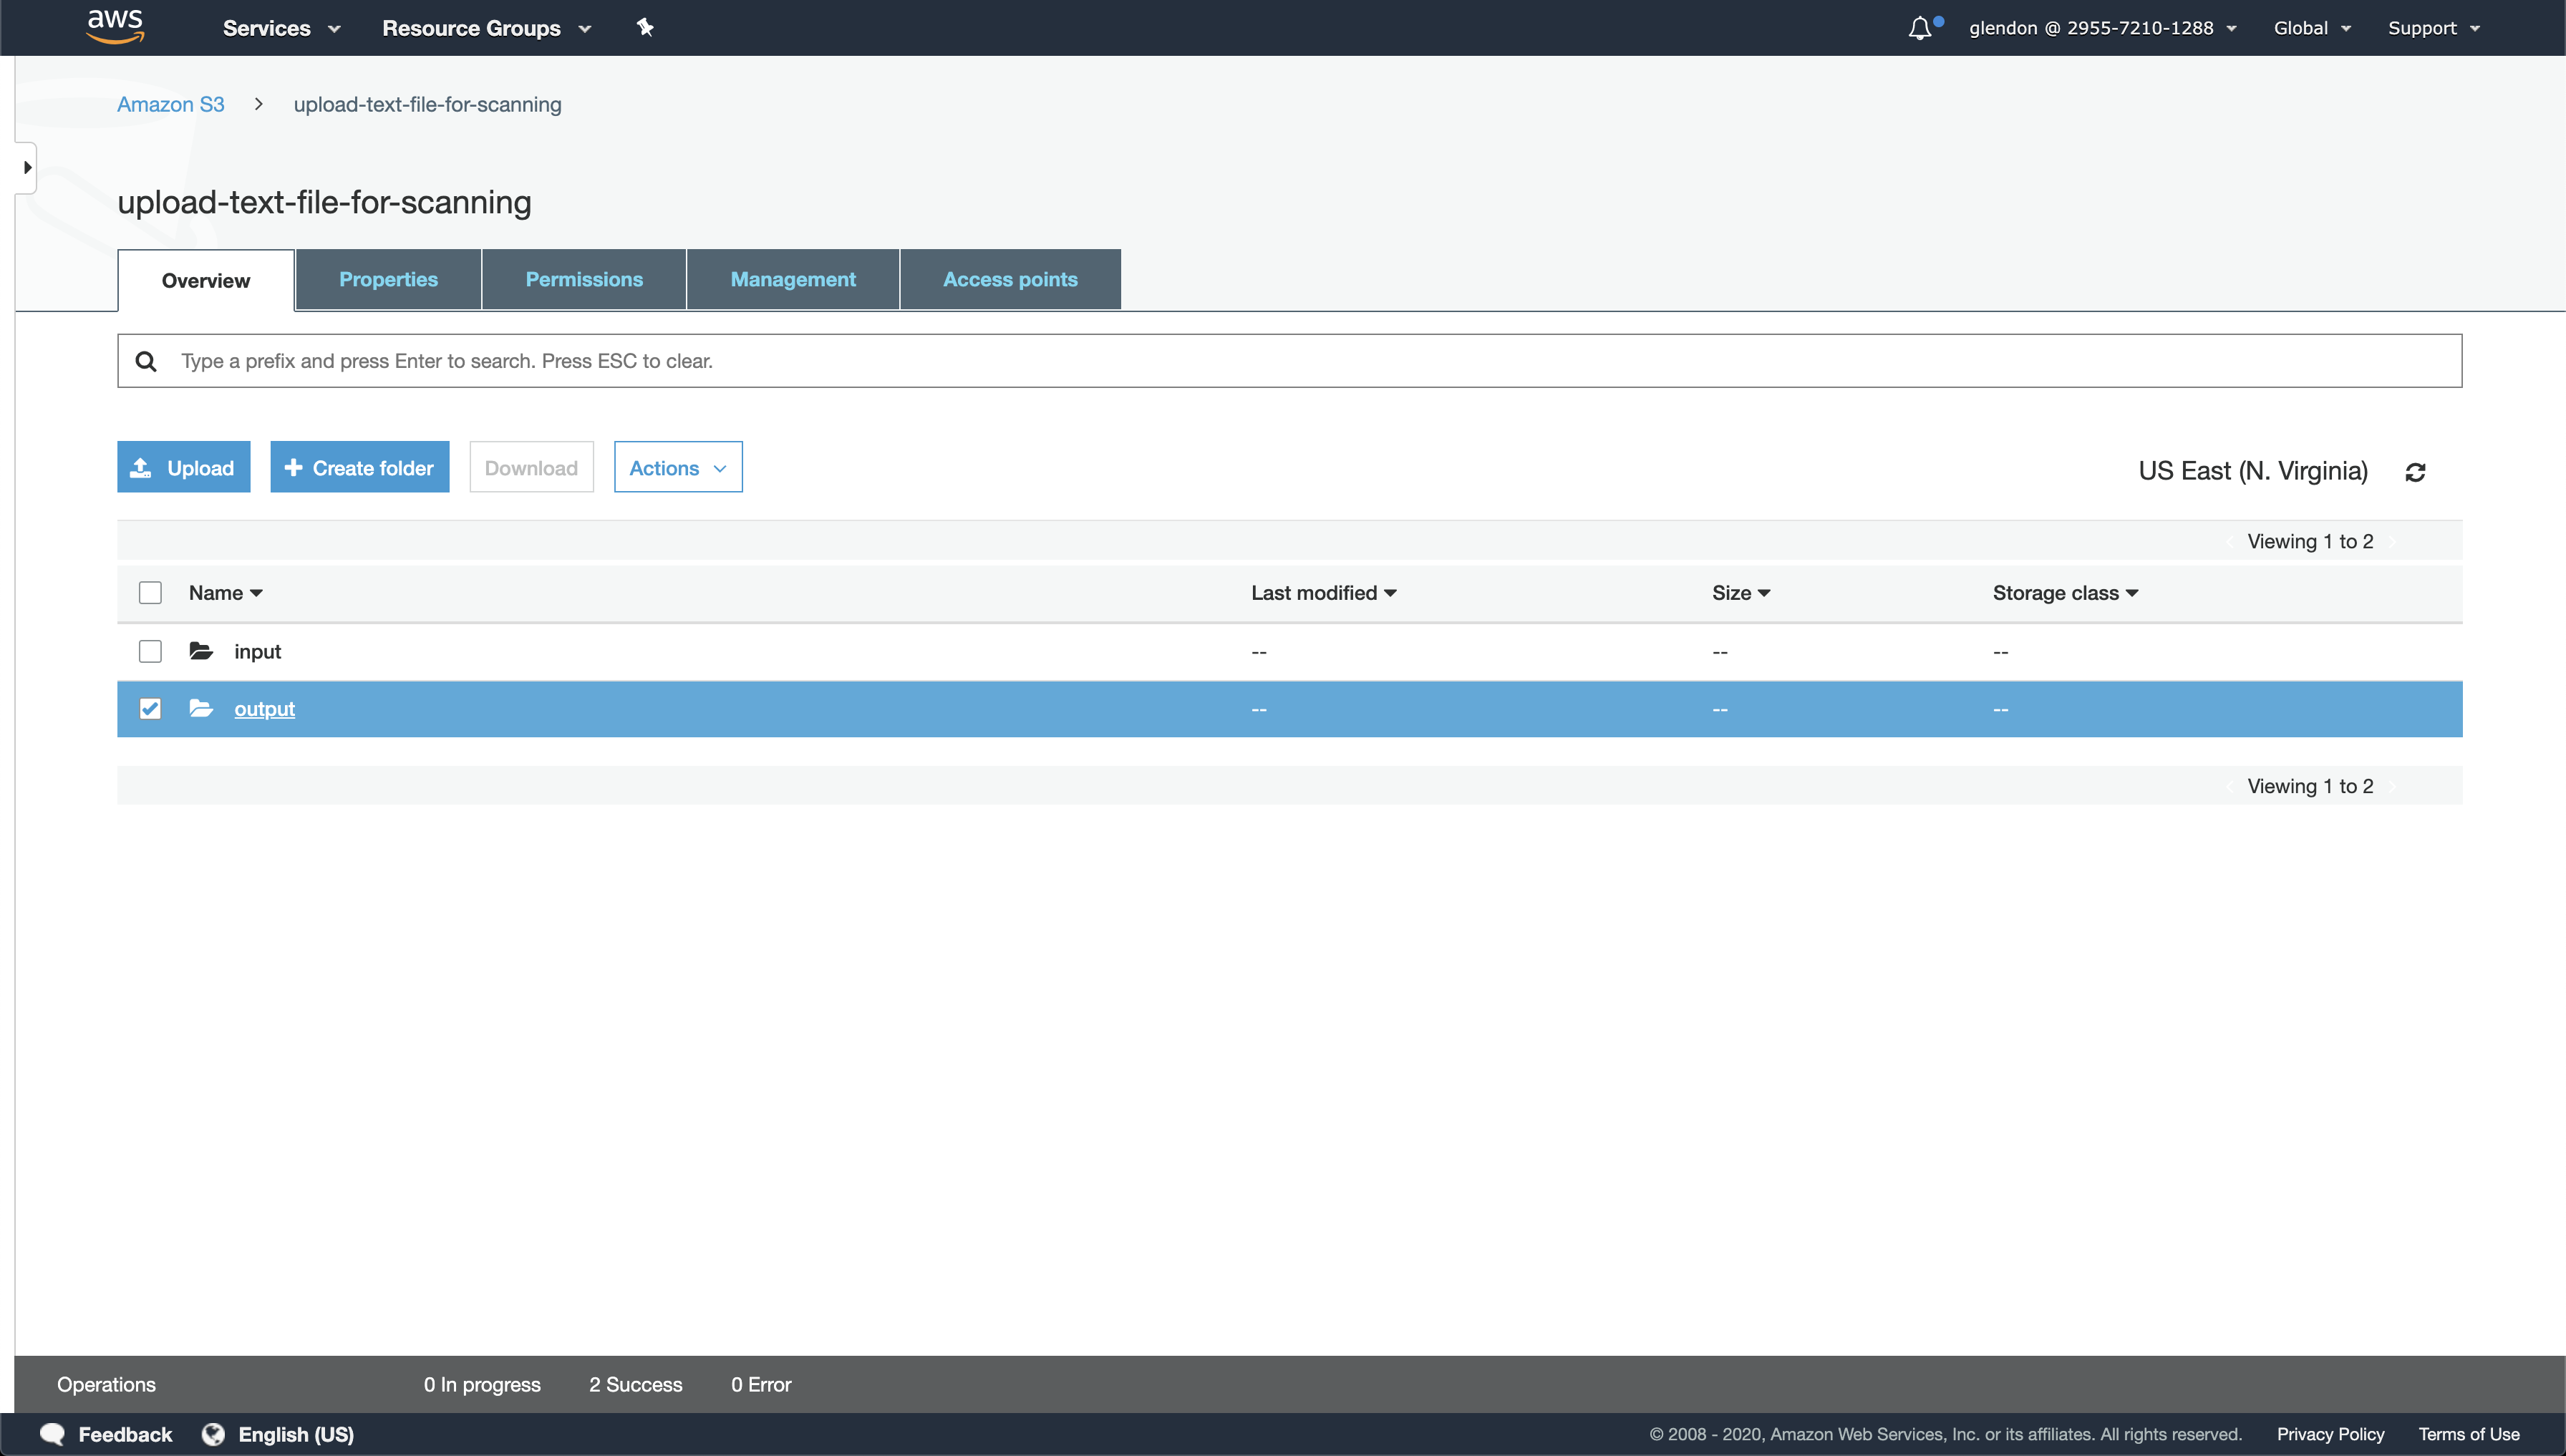 aws Services Resource Groups glendon @ 2955-7210-1288 Global Support
Amazon S3 > upload-text-file-for-scanning
upload-text-file-for-scanning
Overview Properties Permissions Management Access points
Type a prefix and press Enter to search. Press ESC to clear.
Upload Create folder Download Actions US East (N. Virginia)
Viewing 1 to 2
Name Last modified Size Storage class
input -- -- --
output -- -- --
Viewing 1 to 2
Operations 0 In progress 2 Success 0 Error
Feedback English (US) © 2008 - 2020, Amazon Web Services, Inc. or its affiliates. All rights reserved. Privacy Policy Terms of Use